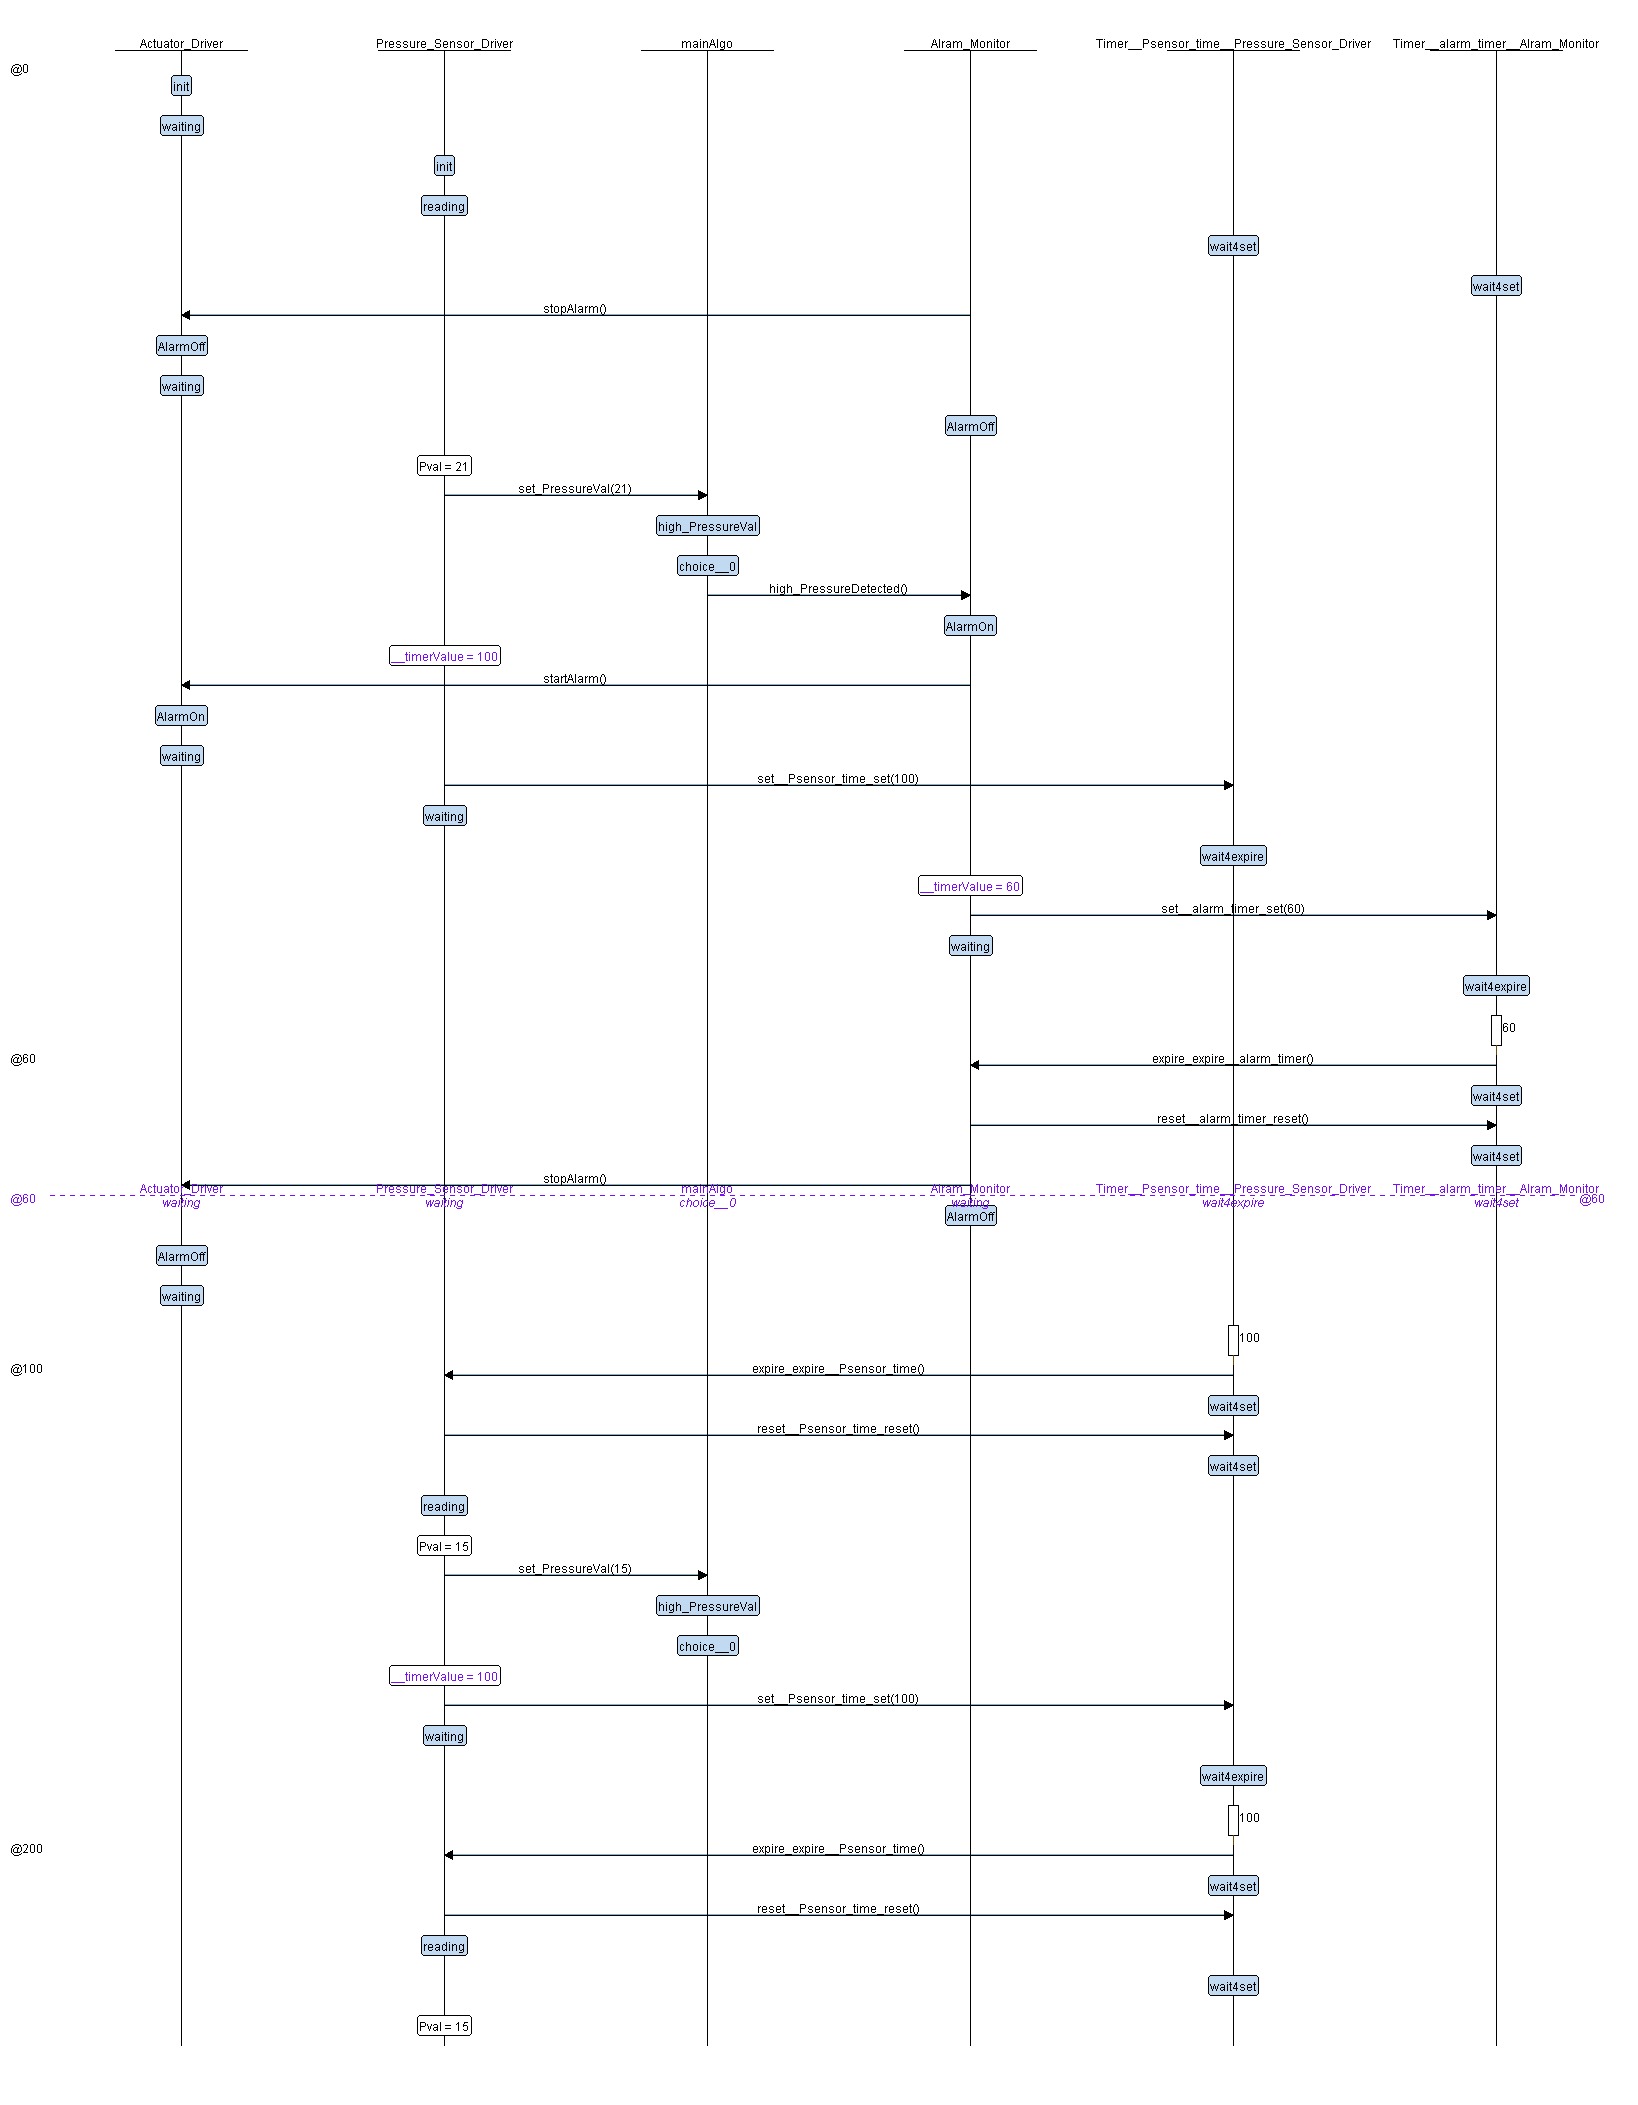 Actuator_Driver Pressure_Sensor_Driver mainAlgo Alram_Monitor Timer__Psensor_time__Pressure_Sensor_Driver Timer__alarm_timer__Alram_Monitor
@0
init
waiting
init
reading
wait4set
wait4set
stopAlarm()
AlarmOff
waiting
AlarmOff
Pval = 21
set_PressureVal(21)
high_PressureVal
choice__0
high_PressureDetected()
AlarmOn
__timerValue = 100
startAlarm()
AlarmOn
waiting
set__Psensor_time_set(100)
waiting
wait4expire
__timerValue = 60
set__alarm_timer_set(60)
waiting
wait4expire
60
@60 expire_expire__alarm_timer()
wait4set
reset__alarm_timer_reset()
wait4set
stopAlarm()
Actuator_Driver Pressure_Sensor_Driver mainAlgo Alram_Monitor Timer__Psensor_time__Pressure_Sensor_Driver Timer__alarm_timer__Alram_Monitor
@60 @60
waiting waiting choice__0 waiting wait4expire wait4set
AlarmOff
AlarmOff
waiting
100
@100 expire_expire__Psensor_time()
wait4set
reset__Psensor_time_reset()
wait4set
reading
Pval = 15
set_PressureVal(15)
high_PressureVal
choice__0
__timerValue = 100
set__Psensor_time_set(100)
waiting
wait4expire
100
@200 expire_expire__Psensor_time()
wait4set
reset__Psensor_time_reset()
reading
wait4set
Pval = 15